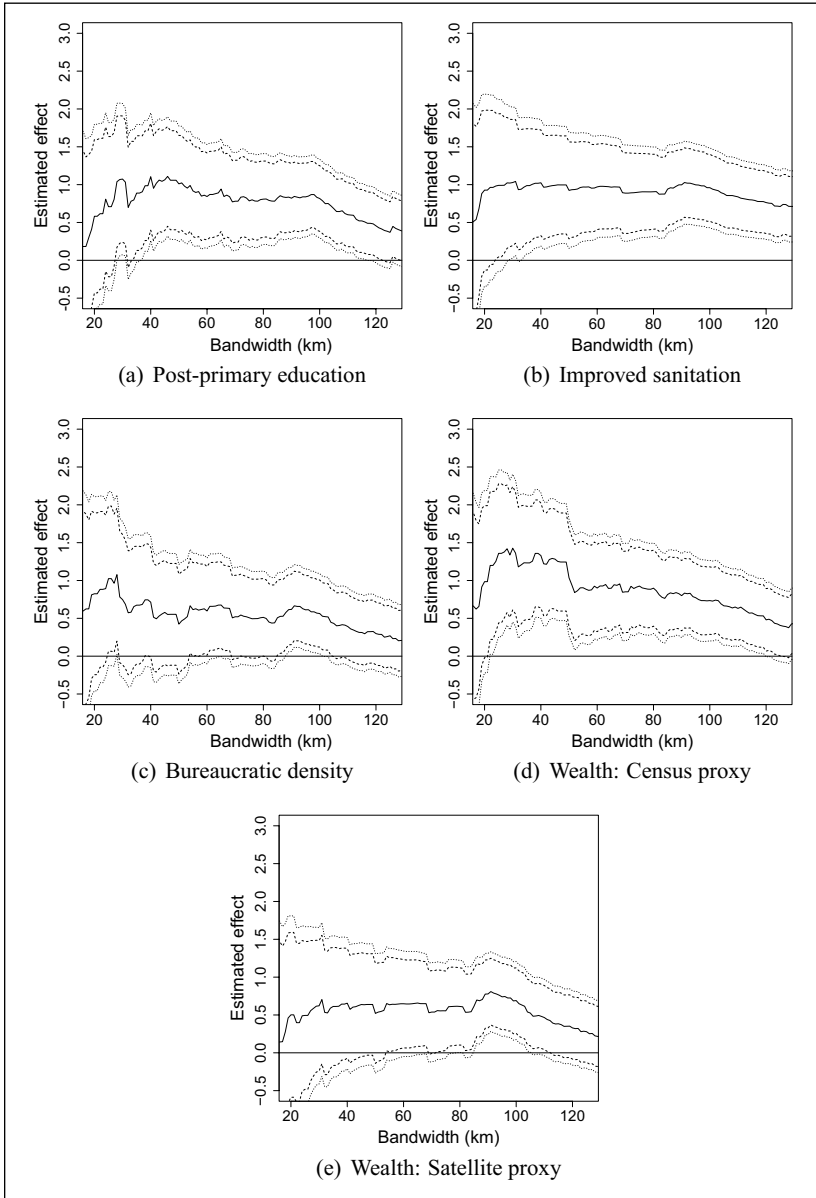 Estimated effect
3.0
2.5
2.0
1.5
1.0
0.5
0.0
−0.5
20 40 60 80 100 120
Bandwidth (km)
(a) Post-primary education
Estimated effect
3.0
2.5
2.0
1.5
1.0
0.5
0.0
−0.5
20 40 60 80 100 120
Bandwidth (km)
(b) Improved sanitation
Estimated effect
3.0
2.5
2.0
1.5
1.0
0.5
0.0
−0.5
20 40 60 80 100 120
Bandwidth (km)
(c) Bureaucratic density
Estimated effect
3.0
2.5
2.0
1.5
1.0
0.5
0.0
−0.5
20 40 60 80 100 120
Bandwidth (km)
(d) Wealth: Census proxy
Estimated effect
3.0
2.5
2.0
1.5
1.0
0.5
0.0
−0.5
20 40 60 80 100 120
Bandwidth (km)
(e) Wealth: Satellite proxy